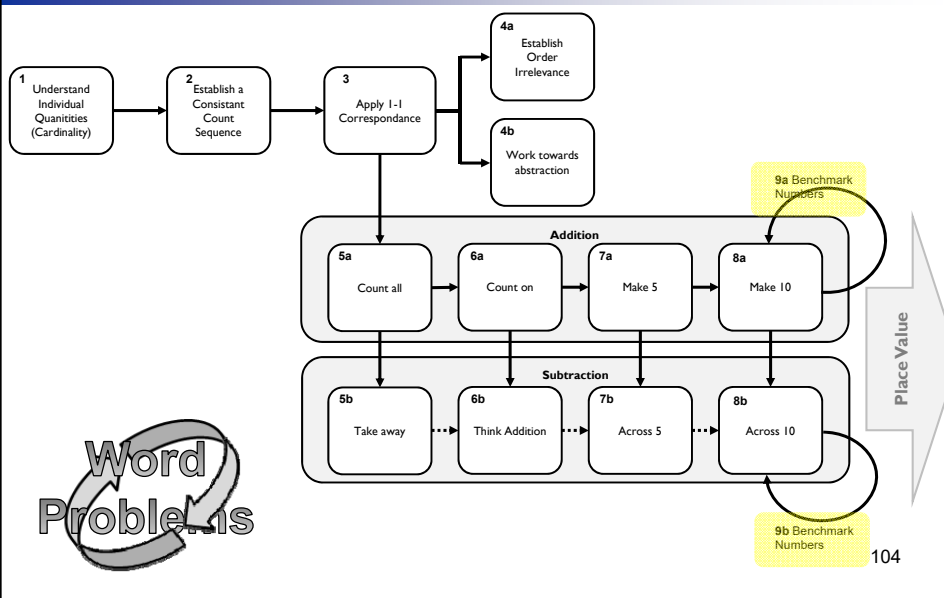 1
Understand
Individual
Quanitities
(Cardinality)
2
Establish a
Consistant
Count
Sequence
3
Apply 1-1
Correspondance
4a
Establish
Order
Irrelevance
4b
Work towards
abstraction
9a Benchmark
Numbers
Addition
5a
Count all
6a
Count on
7a
Make 5
8a
Make 10
Subtraction
5b
Take away
6b
Think Addition
7b
Across 5
8b
Across 10
Place Value
Word
Problems
9b Benchmark
Numbers
104